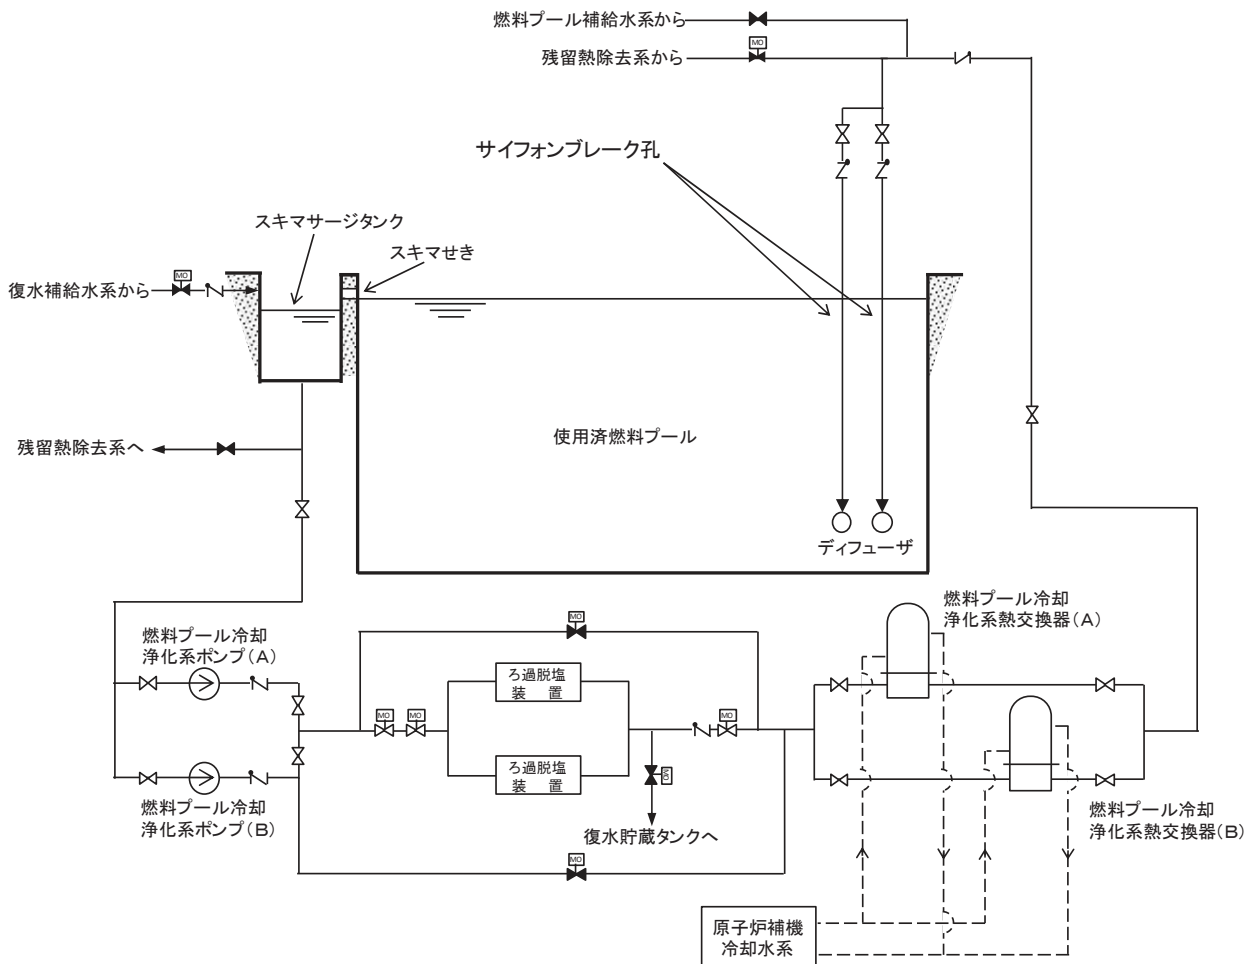 燃料プール補給水系から
MO
残留熱除去系から
サイフォンブレーク孔
スキマサージタンク
スキマせき
MO
復水補給水系から
残留熱除去系へ
使用済燃料プール
ディフューザ
燃料プール冷却
浄化系熱交換器(A)
MO
燃料プール冷却
浄化系ポンプ(A)
ろ過脱塩
装 置
MO
MO
MO
ろ過脱塩
装 置
MO
燃料プール冷却
浄化系ポンプ(B)
復水貯蔵タンクへ
燃料プール冷却
浄化系熱交換器(B)
MO
原子炉補機
冷却水系